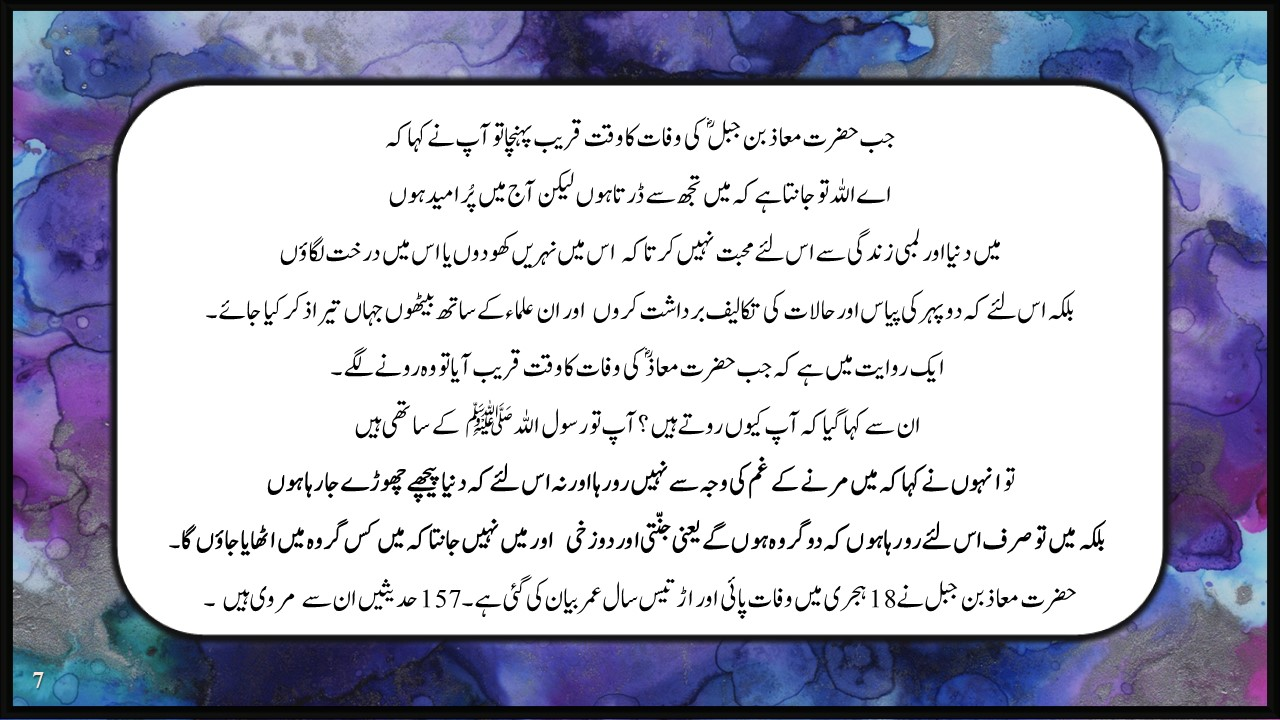 جب حضرت معاذ بن جبلؓ کی وفات کا وقت قریب پہنچا تو آپ نے کہا کہ
اے اللہ تو جانتا ہے کہ میں تجھ سے ڈرتا ہوں لیکن آج میں پُر امید ہوں
میں دنیا اور لمبی زندگی سے اس لئے محبت نہیں کرتا کہ اس میں نہریں کھودوں یا اس میں درخت لگاؤں
بلکہ اس لئے کہ دوپہر کی پیاس اور حالات کی تکالیف برداشت کروں اور ان علماء کے ساتھ بیٹھوں جہاں تیرا ذکر کیا جائے۔
ایک روایت میں ہے کہ جب حضرت معاذؓ کی وفات کا وقت قریب آیا تو وہ رونے لگے۔
ان سے کہا گیا کہ آپ کیوں روتے ہیں؟ آپ تو رسول اللہ ﷺ کے ساتھی ہیں
تو انہوں نے کہا کہ میں مرنے کے غم کی وجہ سے نہیں رو رہا اور نہ اس لئے کہ دنیا پیچھے چھوڑے جا رہا ہوں
بلکہ میں تو صرف اس لئے رو رہا ہوں کہ دو گروہ ہوں گے یعنی جنّتی اور دوزخی اور میں نہیں جانتا کہ میں کس گروہ میں اٹھایا جاؤں گا۔
حضرت معاذ بن جبل نے 18 ہجری میں وفات پائی اور اڑتیس سال عمر بیان کی گئی ہے۔ 157 حدیثیں ان سے مروی ہیں ۔
7